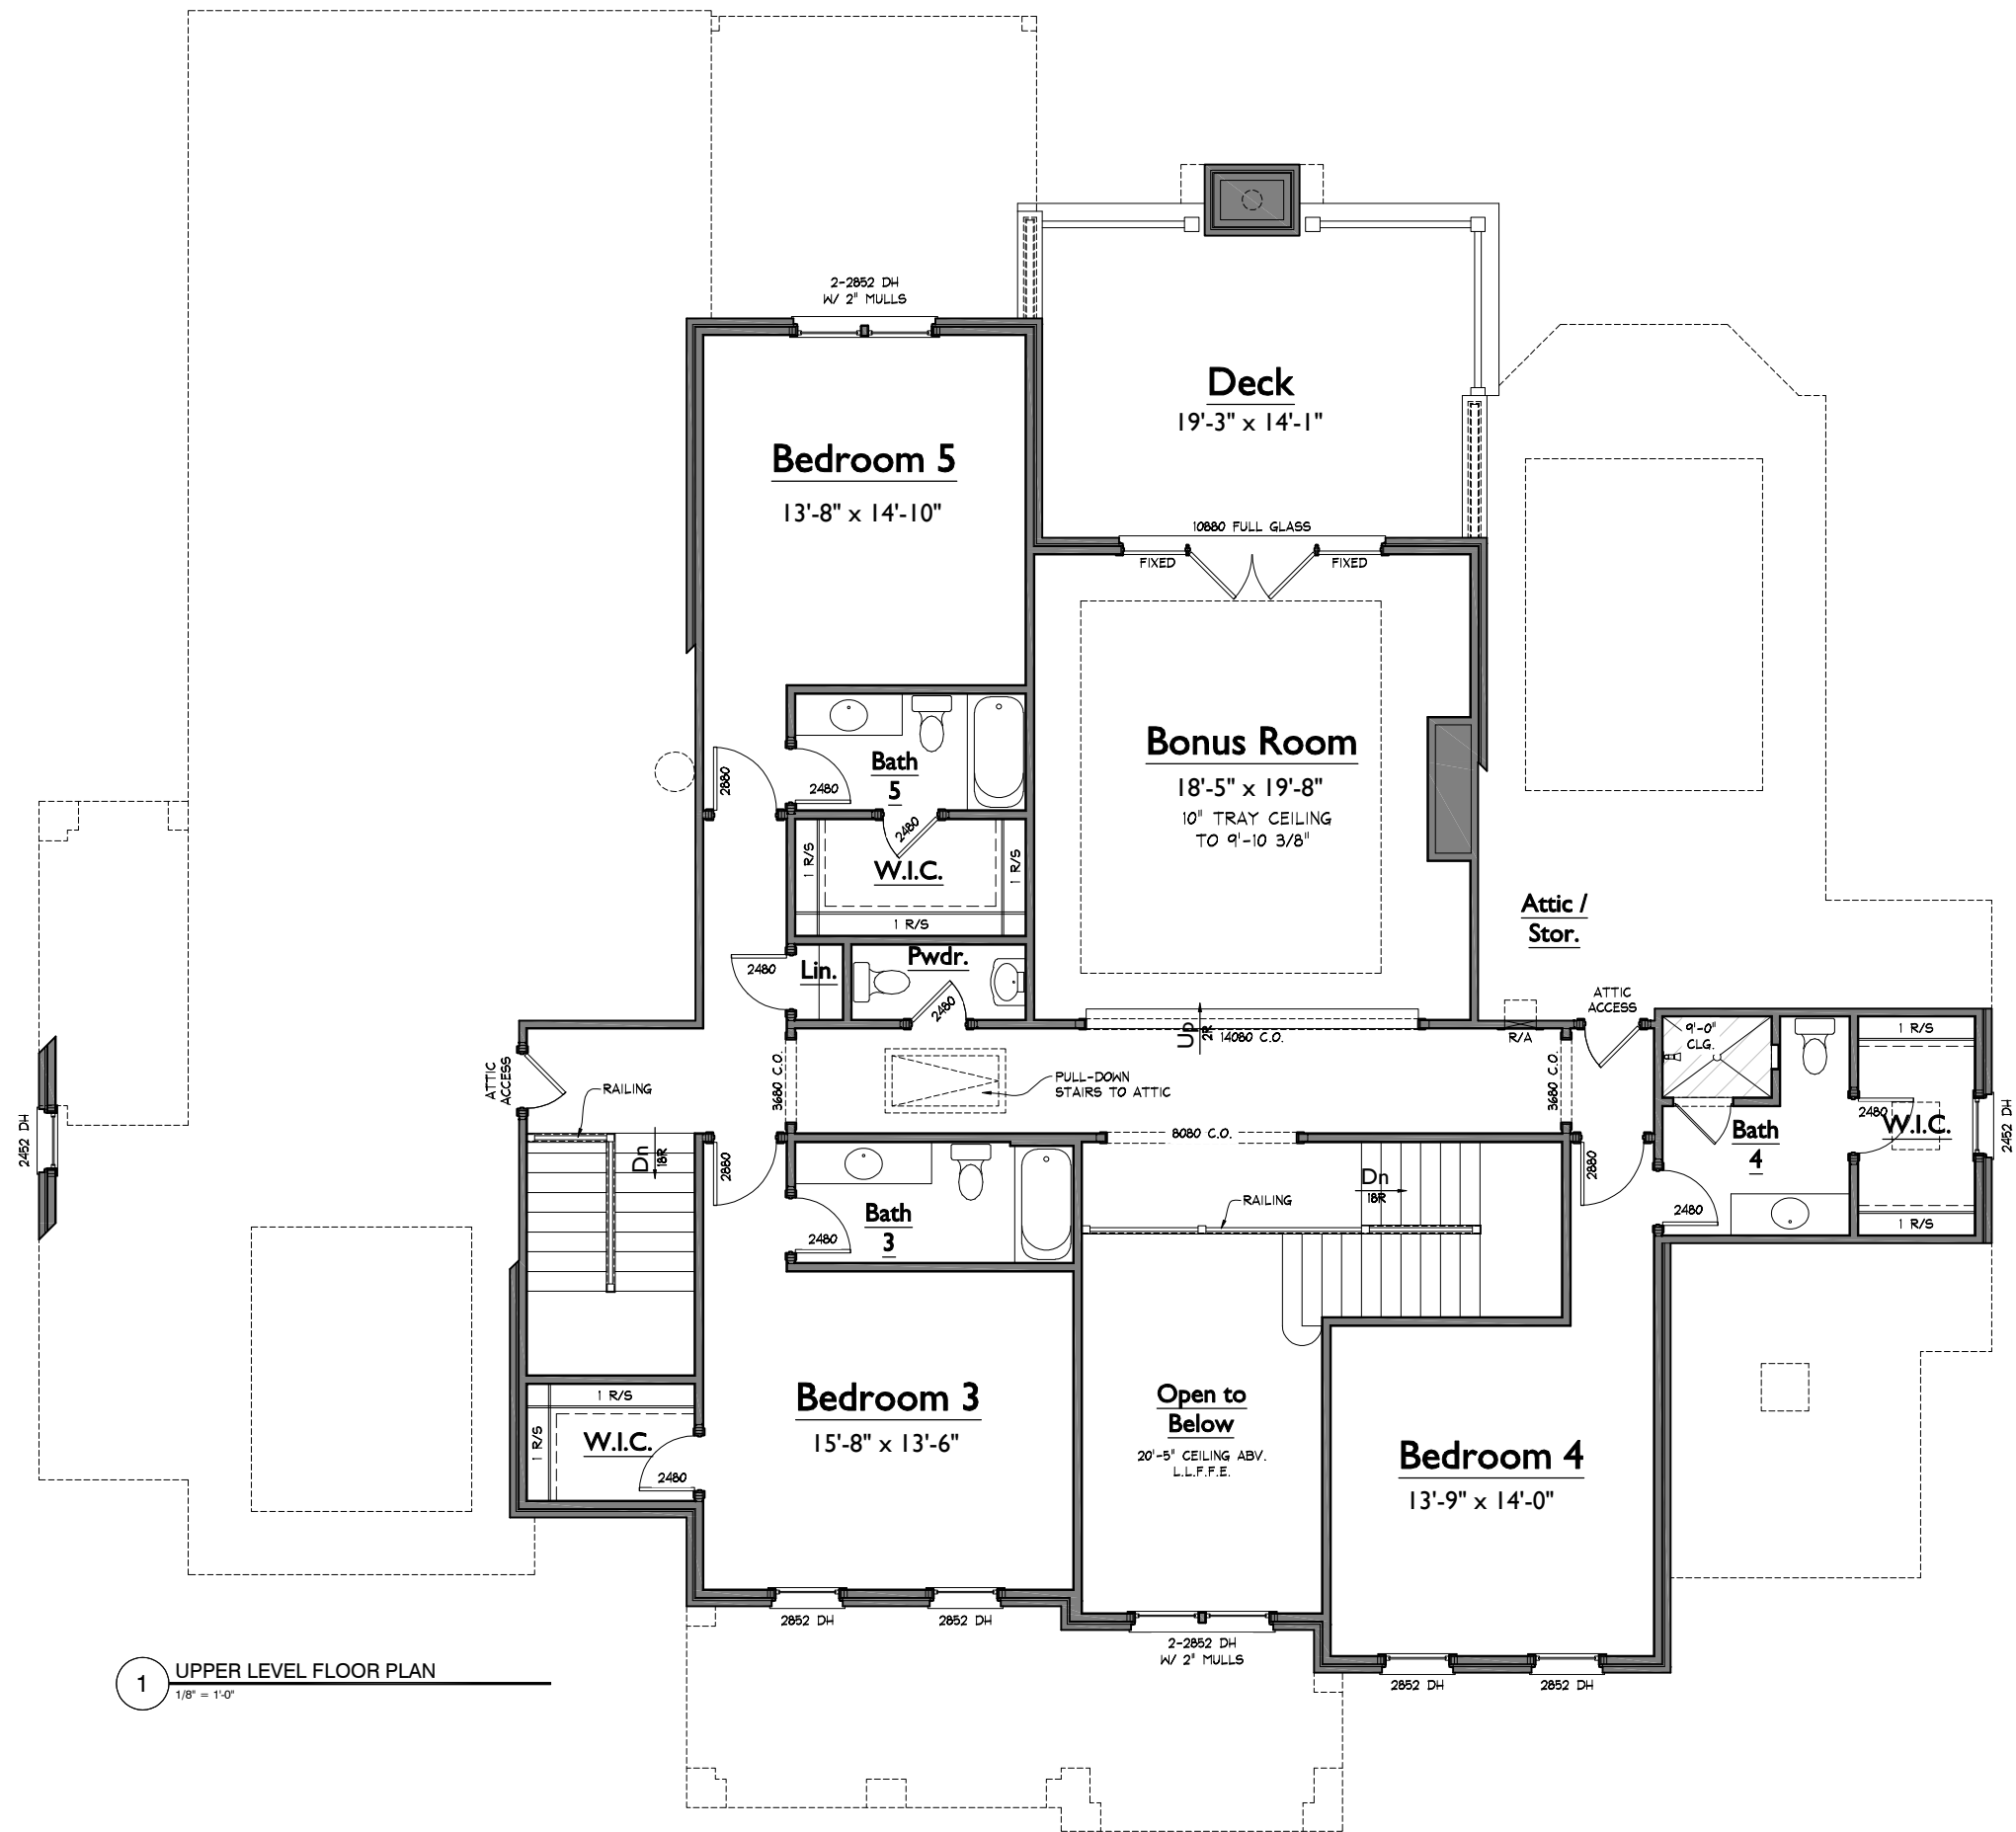 2-2852 DH
W/ 2" MULLS
Deck
19'-3" x 14'-1"
Bedroom 5
13'-8" x 14'-10"
10880 FULL GLASS
FIXED
FIXED
Bonus Room
18'-5" x 19'-8"
10" TRAY CEILING
TO 9'-10 3/8"
2880
2480
Bath
5
2480
W.I.C.
1 R/S
1 R/S
1 R/S
Attic /
Stor.
2480
Lin.
Pwdr.
2480
ATTIC
ACCESS
Up
2R
14080 C.O.
R/A
9'-0"
CLG.
1 R/S
ATTIC
ACCESS
RAILING
3680 C.O.
PULL-DOWN
STAIRS TO ATTIC
3680 C.O.
2452 DH
2480
W.I.C.
2452 DH
Bath
4
8080 C.O.
Dn
18R
2880
Dn
18R
RAILING
2880
2480
1 R/S
Bath
3
2480
1 R/S
1 R/S
W.I.C.
2480
Bedroom 3
15'-8" x 13'-6"
Open to
Below
20'-5" CEILING ABV.
L.L.F.F.E.
Bedroom 4
13'-9" x 14'-0"
2852 DH
2852 DH
2-2852 DH
W/ 2" MULLS
2852 DH
2852 DH
1
UPPER LEVEL FLOOR PLAN
1/8" = 1'-0"